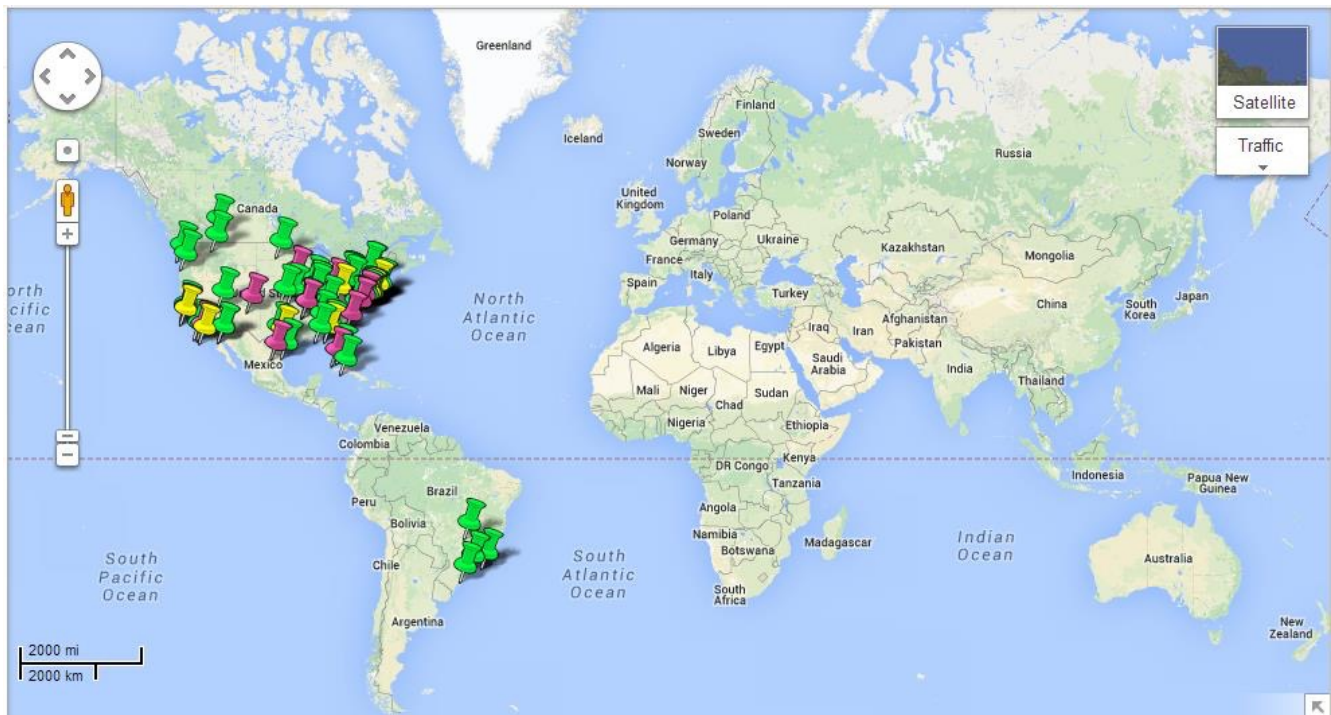 Greenland
Satellite
Traffic
Finland
Iceland
Sweden
Norway
Russia
Canada
United
Kingdom
Poland
Germany
Ukraine
France
Kazakhstan
Mongolia
Spain
Italy
Turkey
China
South
Korea
Japan
North
Atlantic
Ocean
Iraq
Iran
Afghanistan
Pakistan
Algeria
Libya
Egypt
Saudi
Arabia
India
Mexico
Mali
Niger
Chad
Sudan
Thailand
Nigeria
Ethiopia
Venezuela
Colombia
DR Congo
Kenya
Tanzania
Indonesia
Papua New
Guinea
Peru
Brazil
Bolivia
Angola
Namibia
Botswana
Madagascar
South
Pacific
Ocean
Chile
South
Atlantic
Ocean
Indian
Ocean
Australia
South
Africa
Argentina
New
Zealand
2000 mi
2000 km